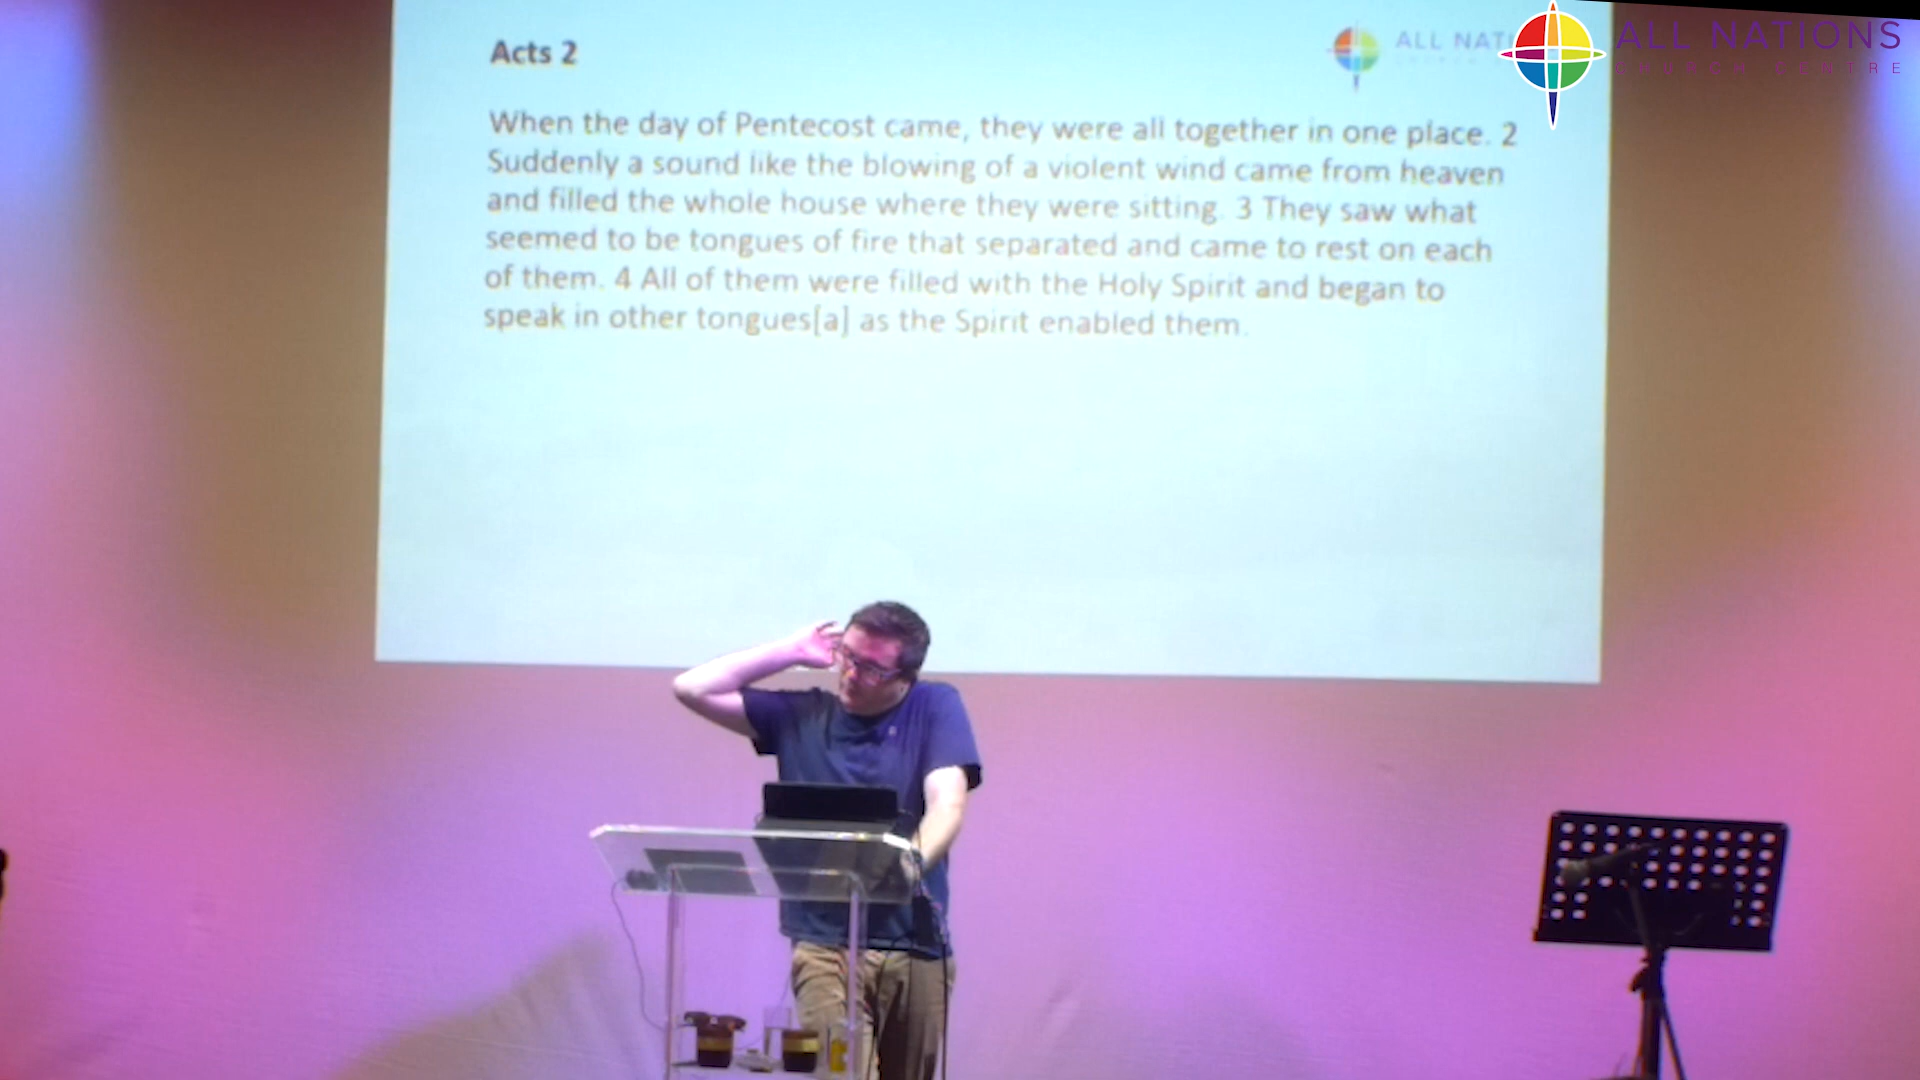 Acts 2
ALL NATI
ALL NATIONS
CHURCH CENTRE
When the day of Pentecost came, they were all together in one place. 2
Suddenly a sound like the blowing of a violent wind came from heaven
and filled the whole house where they were sitting. 3 They saw what
seemed to be tongues of fire that separated and came to rest on each
of them. 4 All of them were filled with the Holy Spirit and began to
speak in other tongues[a] as the Spirit enabled them.